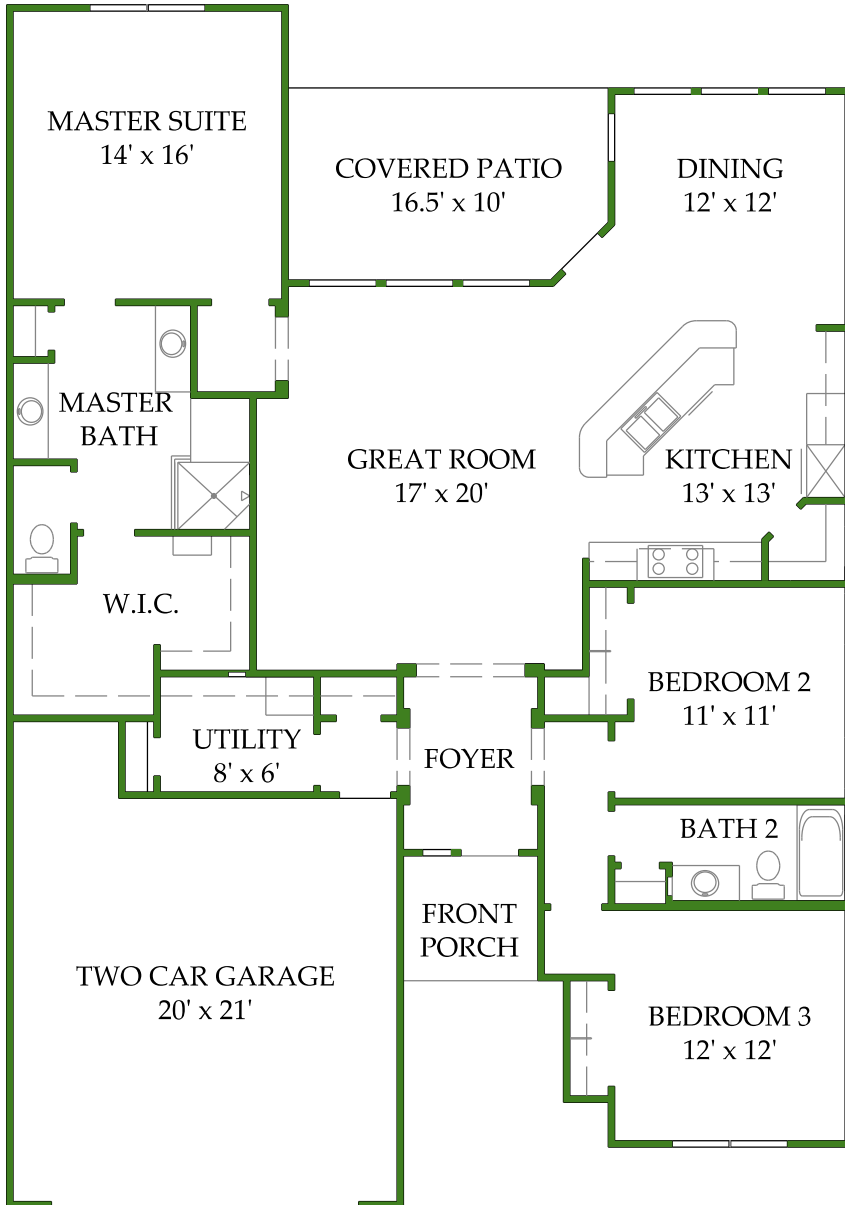 MASTER SUITE
14' x 16'
COVERED PATIO
16.5' x 10'
DINING
12' x 12'
MASTER
BATH
GREAT ROOM
17' x 20'
KITCHEN
13' x 13'
W.I.C.
BEDROOM 2
11' x 11'
UTILITY
8' x 6'
FOYER
BATH 2
FRONT
PORCH
TWO CAR GARAGE
20' x 21'
BEDROOM 3
12' x 12'